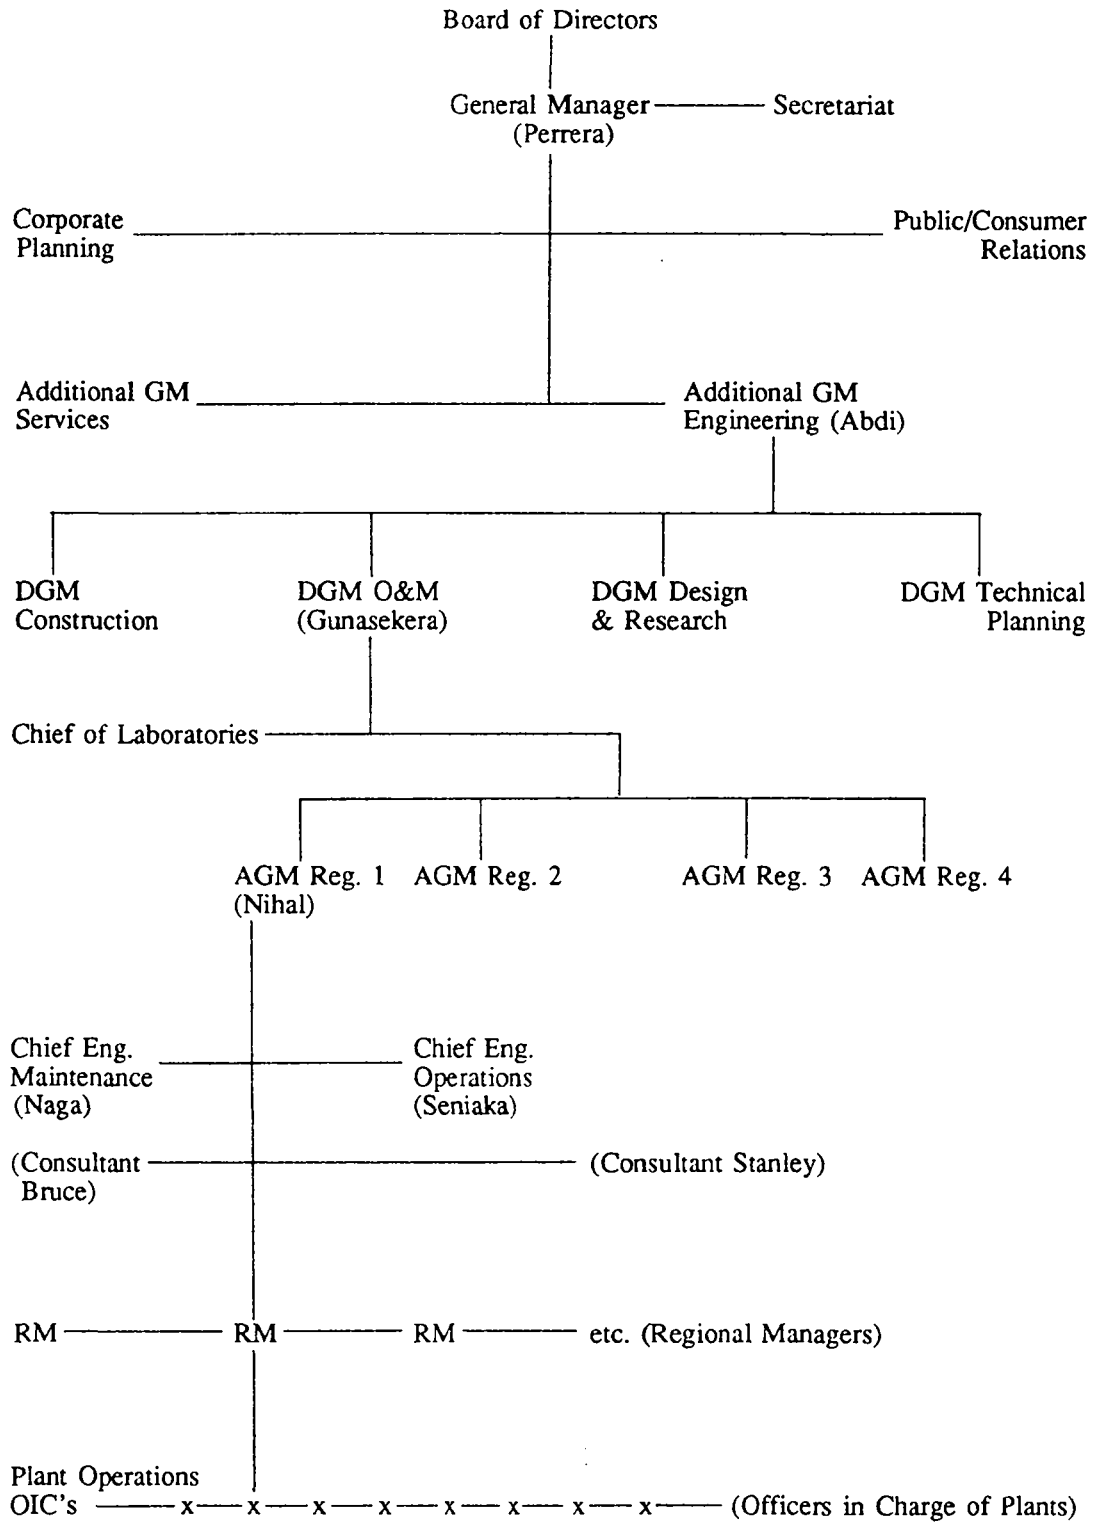 Board of Directors
General Manager Secretariat
(Perrera)
Corporate
Planning
Public/Consumer
Relations
Additional GM
Services
Additional GM
Engineering (Abdi)
DGM
Construction
DGM O&M
(Gunasekera)
DGM Design
& Research
DGM Technical
Planning
Chief of Laboratories
AGM Reg. 1
(Nihal)
AGM Reg. 2
AGM Reg. 3
AGM Reg. 4
Chief Eng.
Maintenance
(Naga)
Chief Eng.
Operations
(Seniaka)
(Consultant
Bruce)
(Consultant Stanley)
RM RM RM etc. (Regional Managers)
Plant Operations
OIC's x x x x x x x x (Officers in Charge of Plants)